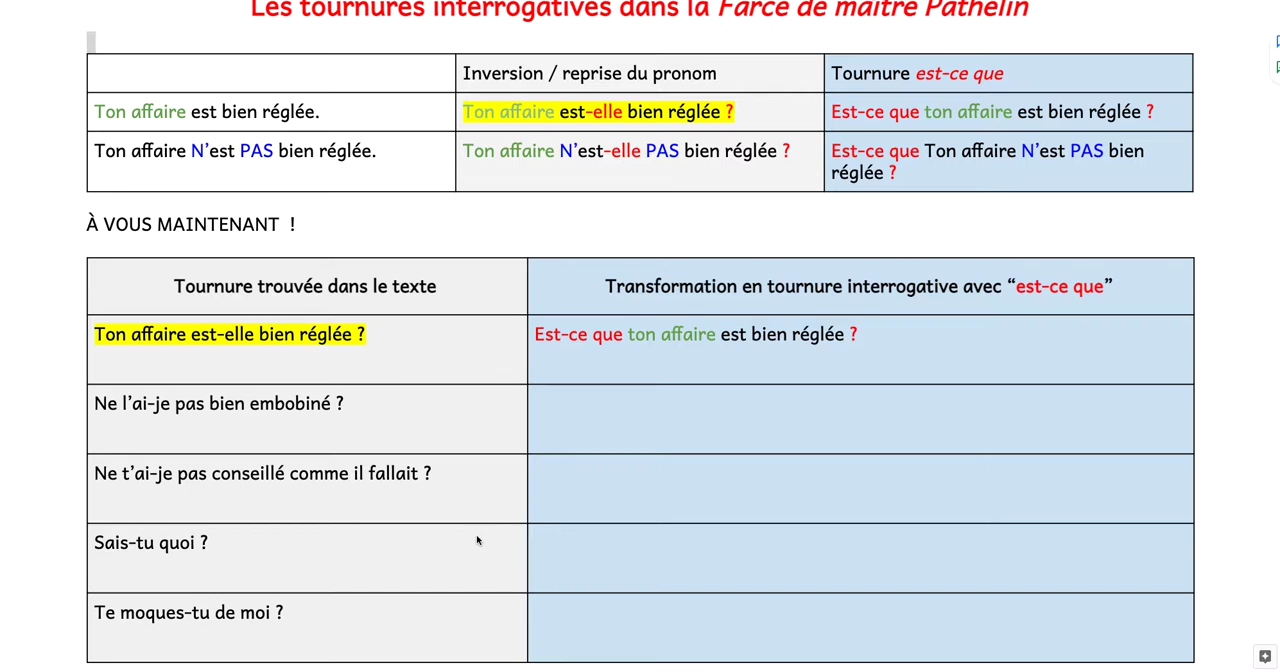 Les tournures interrogatives dans la Farce de maître Pathelin
Inversion / reprise du pronom
Tournure est-ce que
Ton affaire est bien réglée.
Ton affaire est-elle bien réglée ?
Est-ce que ton affaire est bien réglée ?
Ton affaire N’est PAS bien réglée.
Ton affaire N’est-elle PAS bien réglée ?
Est-ce que Ton affaire N’est PAS bien
réglée ?
À VOUS MAINTENANT !
Tournure trouvée dans le texte
Transformation en tournure interrogative avec “est-ce que”
Ton affaire est-elle bien réglée ?
Est-ce que ton affaire est bien réglée ?
Ne l’ai-je pas bien embobiné ?
Ne t’ai-je pas conseillé comme il fallait ?
Sais-tu quoi ?
Te moques-tu de moi ?